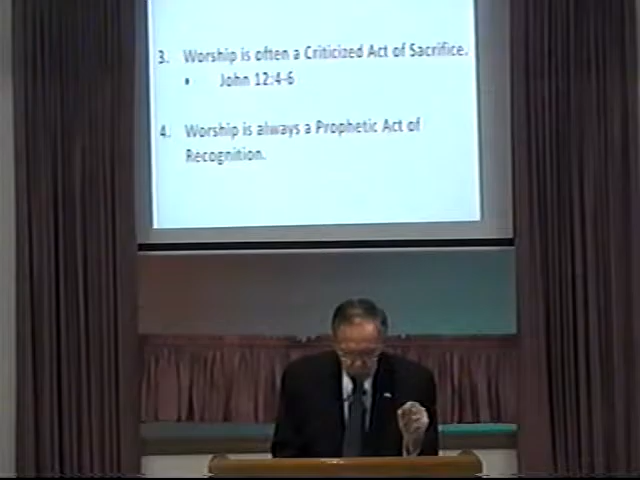 3. Worship is often a Criticized Act of Sacrifice.
• John 12:4-6
4. Worship is always a Prophetic Act of
Recognition.